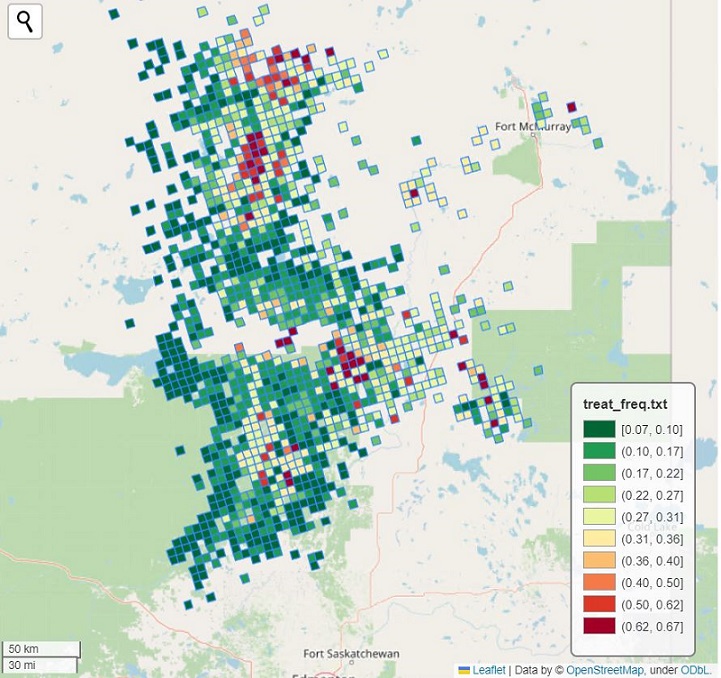 Fort McMurray
treat_freq.txt
[0.07, 0.10]
(0.10, 0.17]
(0.17, 0.22]
(0.22, 0.27]
(0.27, 0.31]
(0.31, 0.36]
(0.36, 0.40]
(0.40, 0.50]
(0.50, 0.62]
(0.62, 0.67]
Cold Lake
50 km
30 mi
Fort Saskatchewan
Edmonton
Leaflet | Data by © OpenStreetMap, under ODbL.